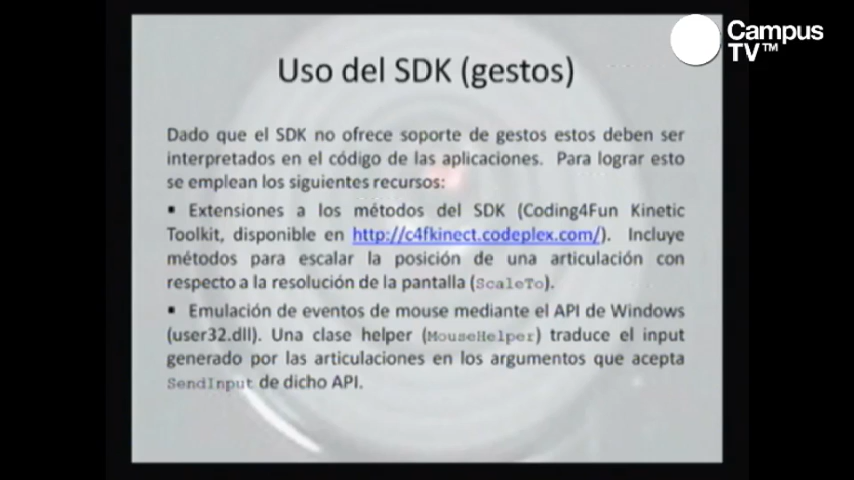 Campus
TV™
Uso del SDK (gestos)
Dado que el SDK no ofrece soporte de gestos estos deben ser
interpretados en el código de las aplicaciones. Para lograr esto
se emplean los siguientes recursos:
▪ Extensiones a los métodos del SDK (Coding4Fun Kinetic
Toolkit, disponible en http://c4fkinect.codeplex.com/). Incluye
métodos para escalar la posición de una articulación con
respecto a la resolución de la pantalla (ScaleTo).
▪ Emulación de eventos de mouse mediante el API de Windows
(user32.dll). Una clase helper (MouseHelper) traduce el input
generado por las articulaciones en los argumentos que acepta
SendInput de dicho API.